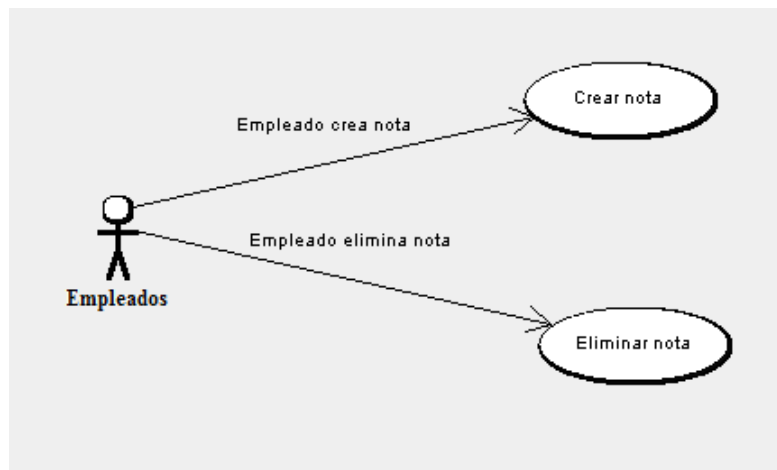 Crear nota
Empleado crea nota
Empleado elimina nota
Empleados
Eliminar nota